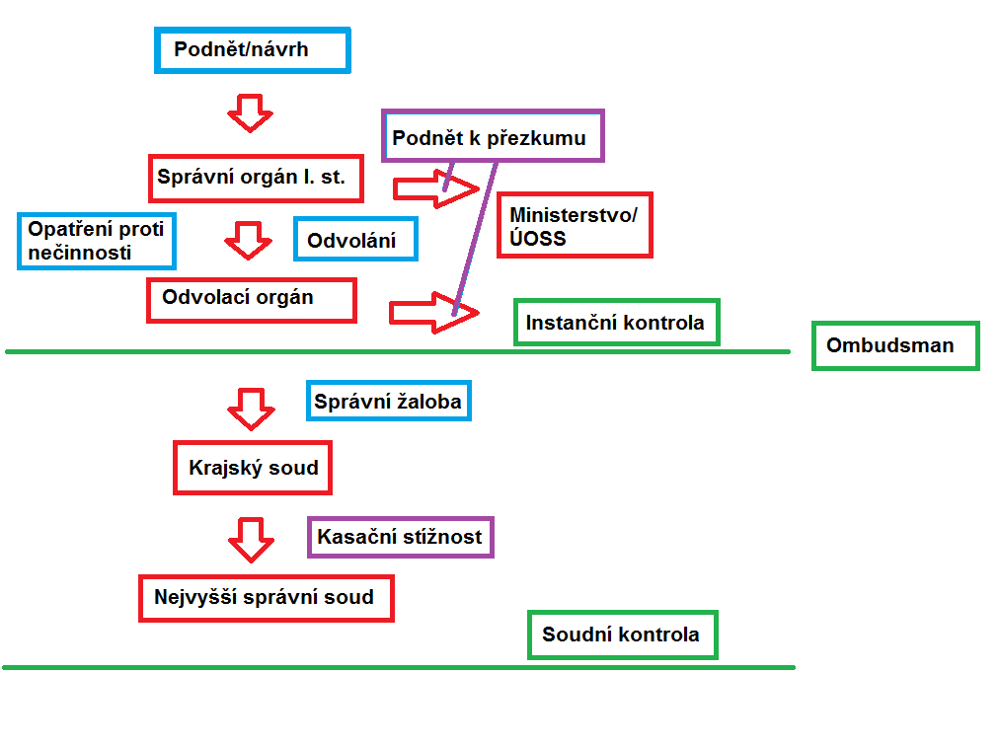 Podnět/návrh
Podnět k přezkumu
Správní orgán I. st.
Ministerstvo/
ÚOSS
Opatření proti
nečinnosti
Odvolání
Odvolací orgán
Instanční kontrola
Ombudsman
Správní žaloba
Krajský soud
Kasační stížnost
Nejvyšší správní soud
Soudní kontrola